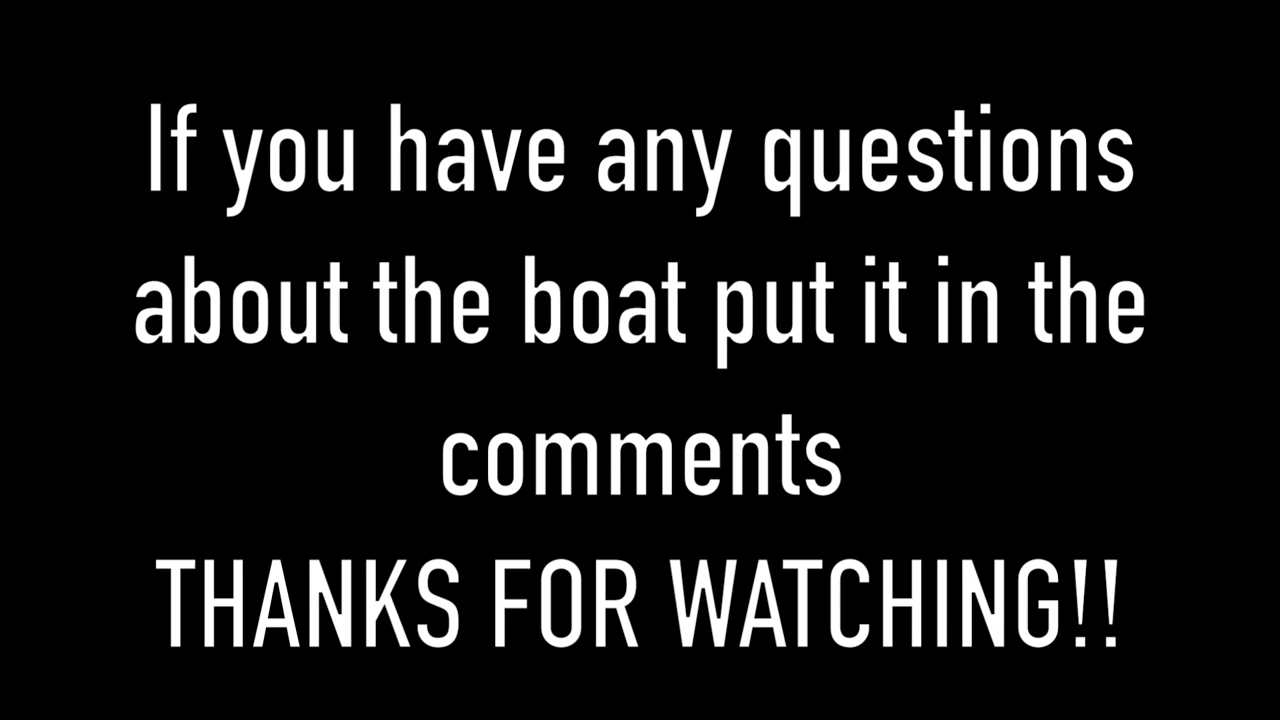 If you have any questions
about the boat put it in the
comments
THANKS FOR WATCHING!!